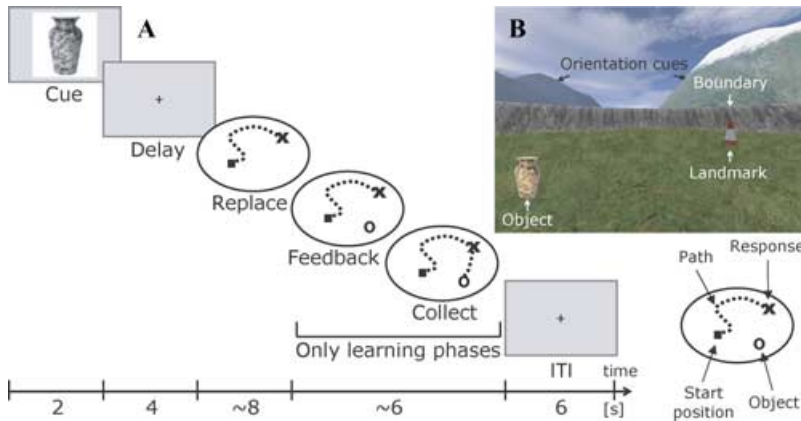 A
Cue
Delay
Replace
Feedback
Collect
Only learning phases
ITI
time
2
4
~8
~6
6
[s]
B
Orientation cues
Boundary
Landmark
Object
Path
Response
Start
position
Object